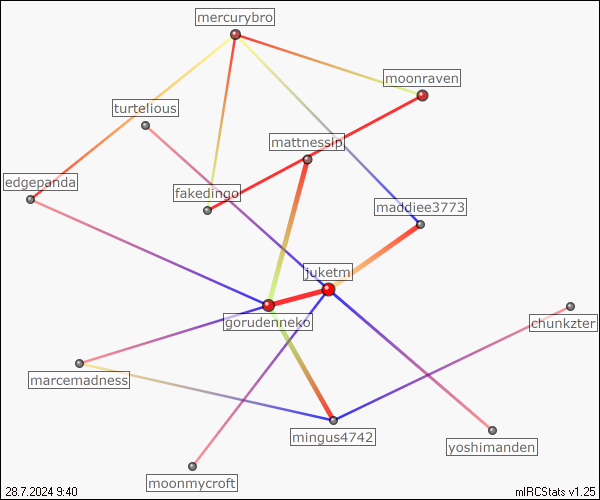 mercurybro
moonraven
turtelious
mattnessip
edgepanda
fakedingo
maddiee3773
juketm
gorudenneko
chunkzter
marcemadness
mingus4742
yoshimanden
moonmycroft
28.7.2024 9:40
mIRCStats v1.25